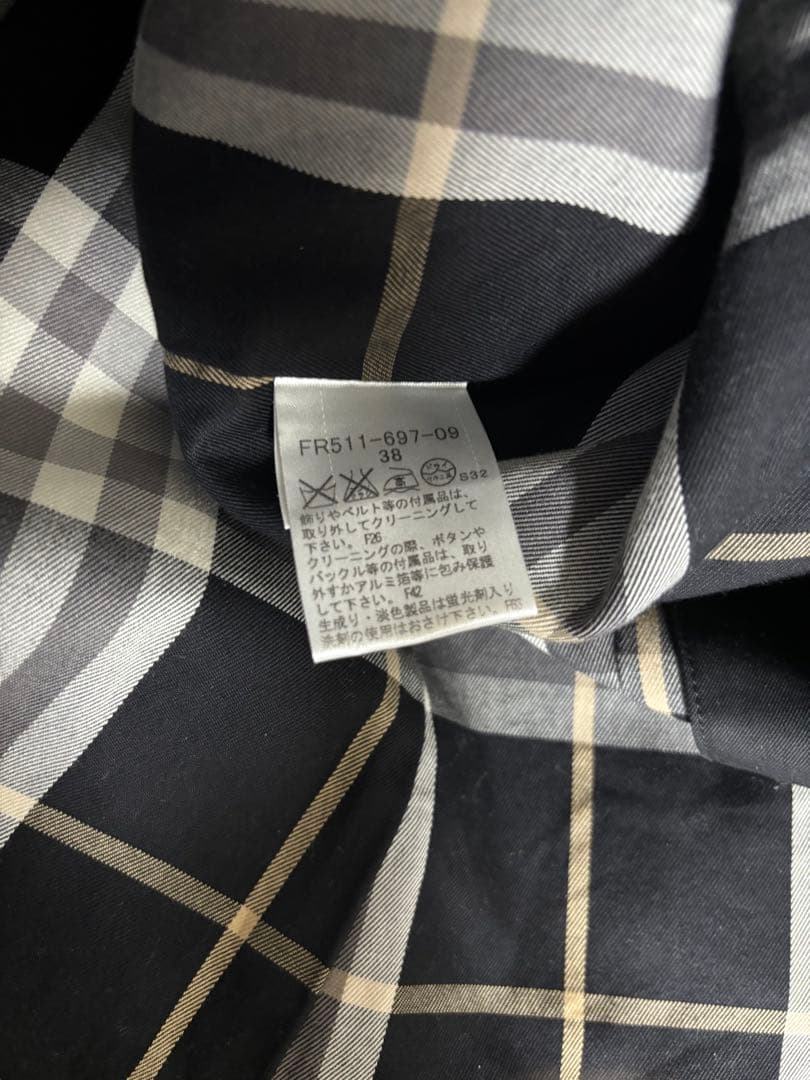 FR511-697-09
38
ドライ
S32
飾りやベルト等の付属品は、
取り外してクリーニングして
下さい。F26
クリーニングの際、ボタンや
バックル等の付属品は、取り
外すかアルミ箔等に包み保護
して下さい。F42
生成り・淡色製品は蛍光剤入り
洗剤の使用はおさけ下さい。F63